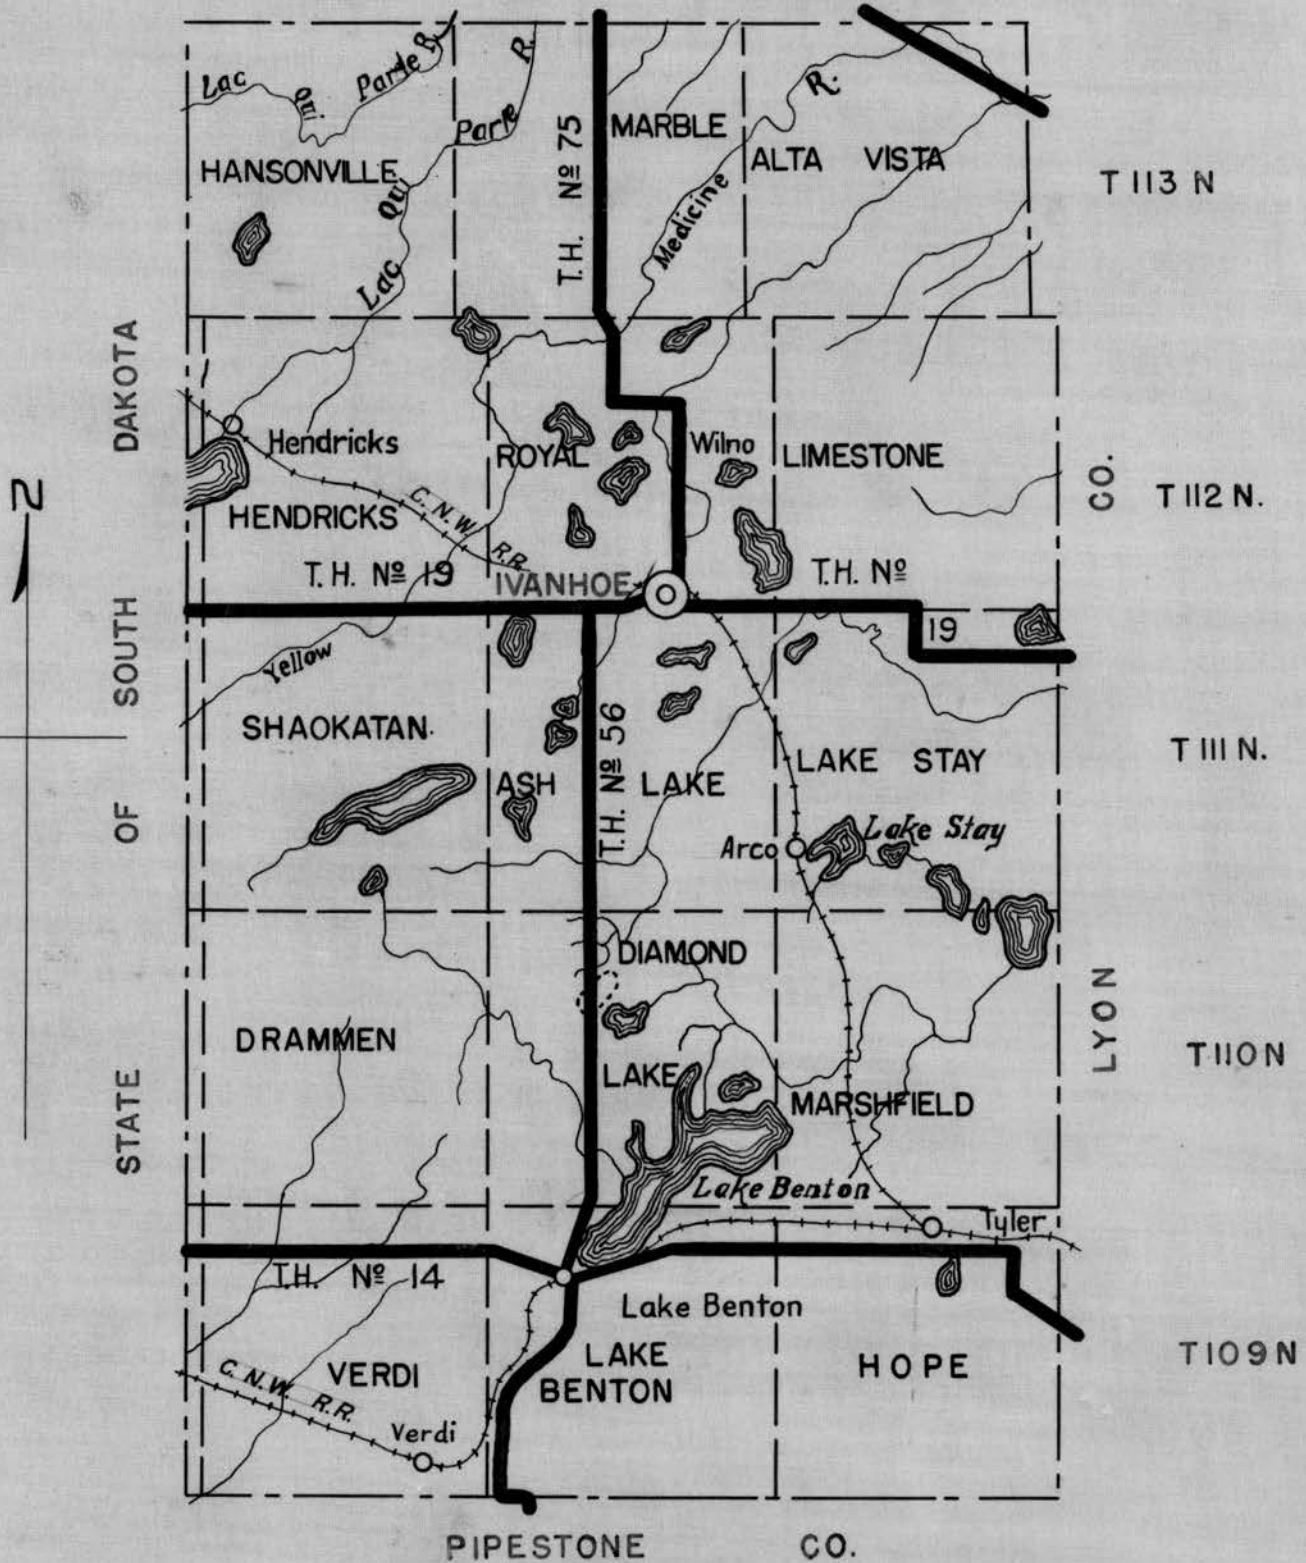 Lac Qui Parle R.
Lac Qui Parle R.
HANSONVILLE
T.H. Nº 75
MARBLE
Medicine R.
ALTA VISTA
T 113 N
Hendricks
HENDRICKS
C. N. W. R.R.
T.H. Nº 19
ROYAL
IVANHOE
Wilno
LIMESTONE
T.H. Nº 19
T 112 N.
N
STATE OF SOUTH DAKOTA
LYON CO.
Yellow
SHAOKATAN
ASH LAKE
T.H. Nº 56
LAKE STAY
Arco
Lake Stay
T 111 N.
DRAMMEN
DIAMOND LAKE
MARSHFIELD
Lake Benton
T 110 N
Tyler
T.H. Nº 14
Lake Benton
VERDI
C. N. W. R.R.
Verdi
LAKE BENTON
HOPE
T 109 N
PIPESTONE CO.